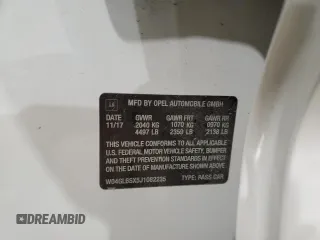 MFD BY OPEL AUTOMOBILE GMBH
DATE GVWR GAWR FRT GAWR RR
11/17 2040 KG 1070 KG 0970 KG
4497 LB 2359 LB 2138 LB
THIS VEHICLE CONFORMS TO ALL APPLICABLE
U.S. FEDERAL MOTOR VEHICLE SAFETY, BUMPER, AND
THEFT PREVENTION STANDARDS IN EFFECT
ON THE DATE OF MANUFACTURE
SHOWN ABOVE.
TYPE: PASS CAR
autobidcar